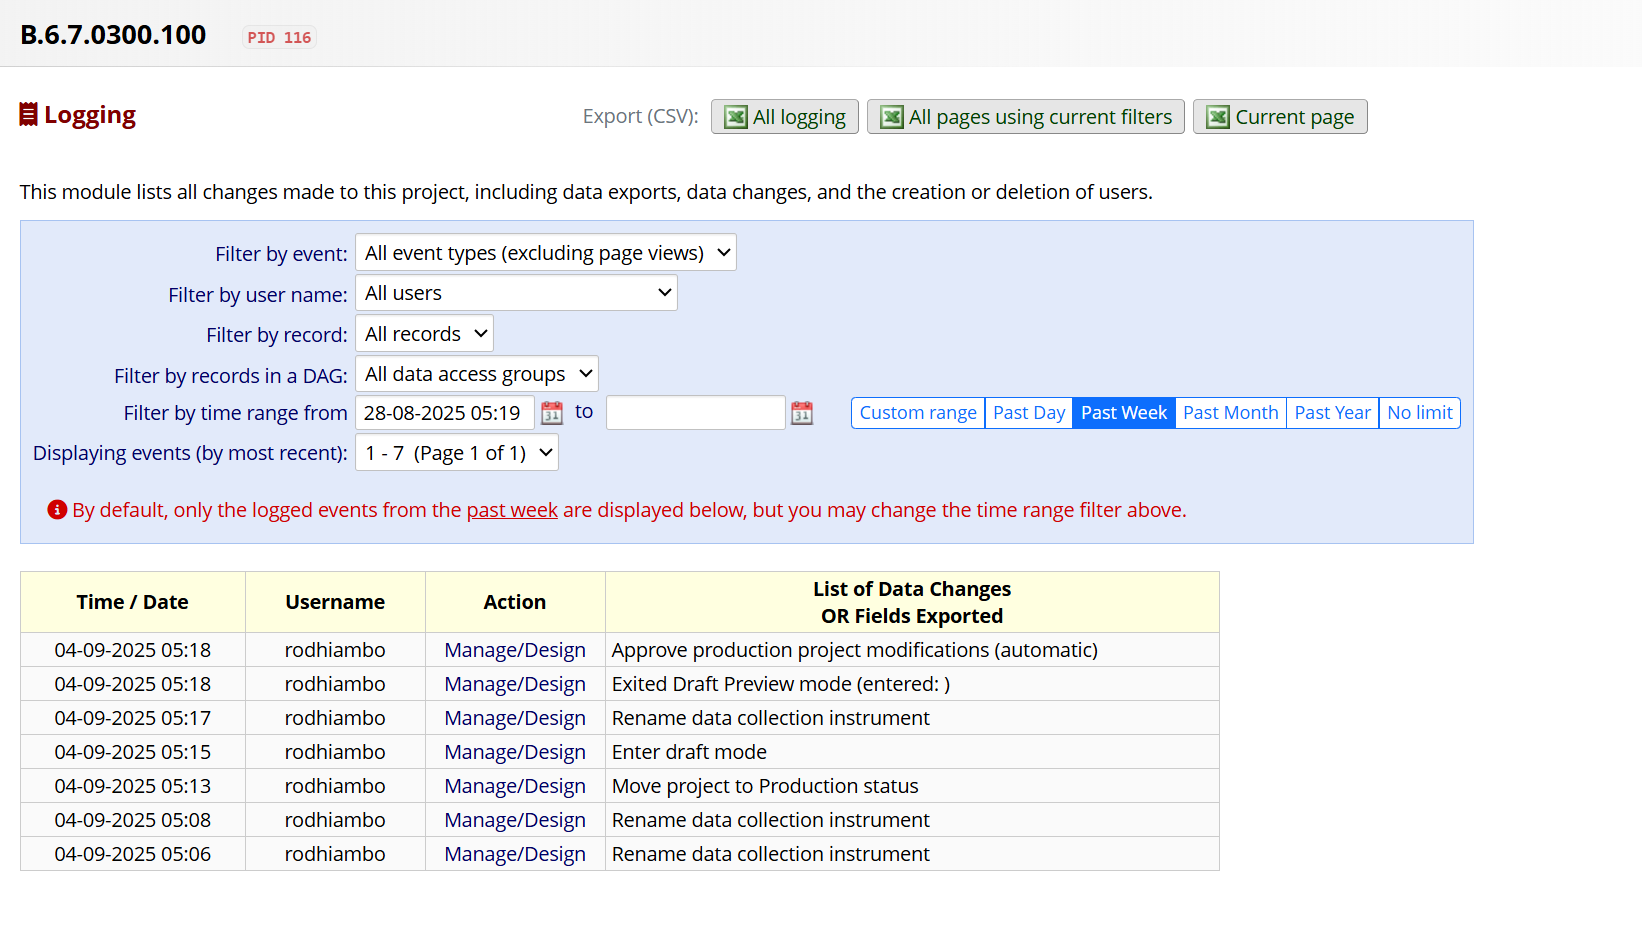 B.6.7.0300.100 PID 116
Logging
Export (CSV): All logging All pages using current filters Current page
This module lists all changes made to this project, including data exports, data changes, and the creation or deletion of users.
Filter by event: All event types (excluding page views)
Filter by user name: All users
Filter by record: All records
Filter by records in a DAG: All data access groups
Filter by time range from 28-08-2025 05:19 31 to 31 Custom range Past Day Past Week Past Month Past Year No limit
Displaying events (by most recent): 1 - 7 (Page 1 of 1)
By default, only the logged events from the past week are displayed below, but you may change the time range filter above.
Time / Date Username Action List of Data Changes
OR Fields Exported
04-09-2025 05:18 rodhiambo Manage/Design Approve production project modifications (automatic)
04-09-2025 05:18 rodhiambo Manage/Design Exited Draft Preview mode (entered: )
04-09-2025 05:17 rodhiambo Manage/Design Rename data collection instrument
04-09-2025 05:15 rodhiambo Manage/Design Enter draft mode
04-09-2025 05:13 rodhiambo Manage/Design Move project to Production status
04-09-2025 05:08 rodhiambo Manage/Design Rename data collection instrument
04-09-2025 05:06 rodhiambo Manage/Design Rename data collection instrument